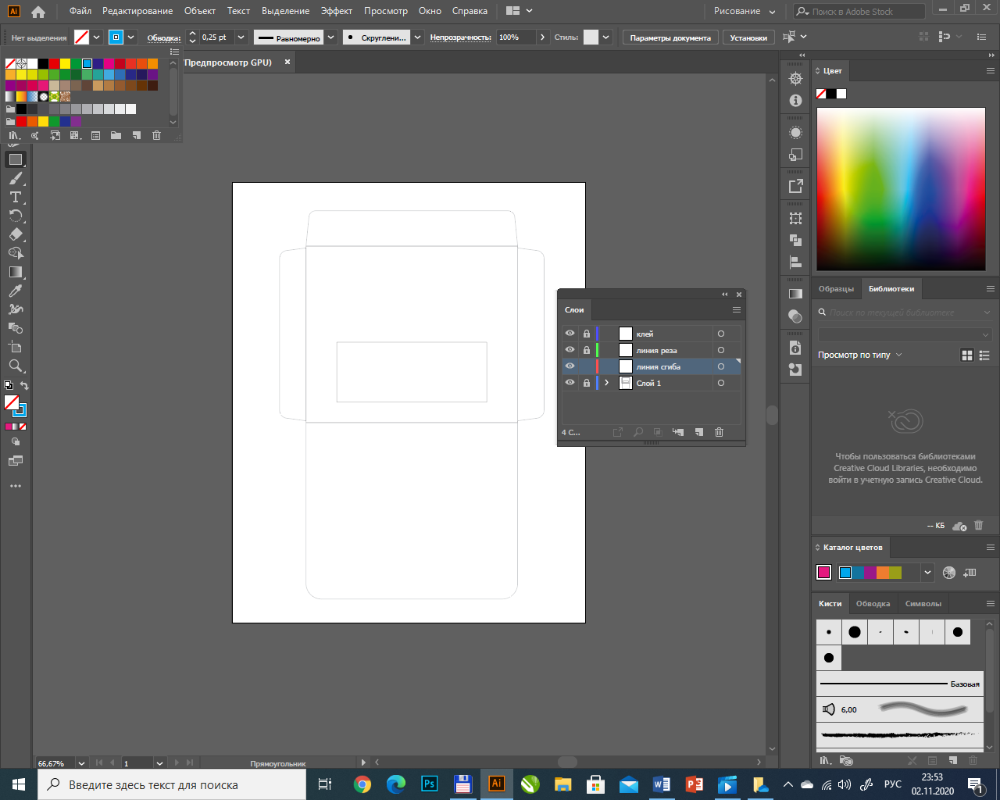 Ai
Файл Редактирование Объект Текст Выделение Эффект Просмотр Окно Справка
Рисование
Поиск в Adobe Stock
Нет выделения
Обводка:
0,25 pt
Равномерно
Скруглени...
Непрозрачность:
100%
Стиль:
Параметры документа
Установки
/Предпросмотр GPU)
Цвет
Образцы
Библиотеки
Поиск по текущей библиотеке
Просмотр по типу
Чтобы пользоваться библиотеками
Creative Cloud Libraries, необходимо
войти в учетную запись Creative Cloud.
-- КБ
Слои
клей
линия реза
линия сгиба
Слой 1
4 С...
Каталог цветов
Кисти
Обводка
Символы
Базовая
6,00
66,67%
1
Прямоугольник
Введите здесь текст для поиска
Ps
Ai
РУС
23:53
02.11.2020
1